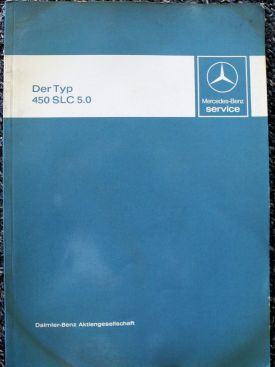 Der Typ
450 SLC 5.0
Mercedes-Benz
service
Daimler-Benz Aktiengesellschaft